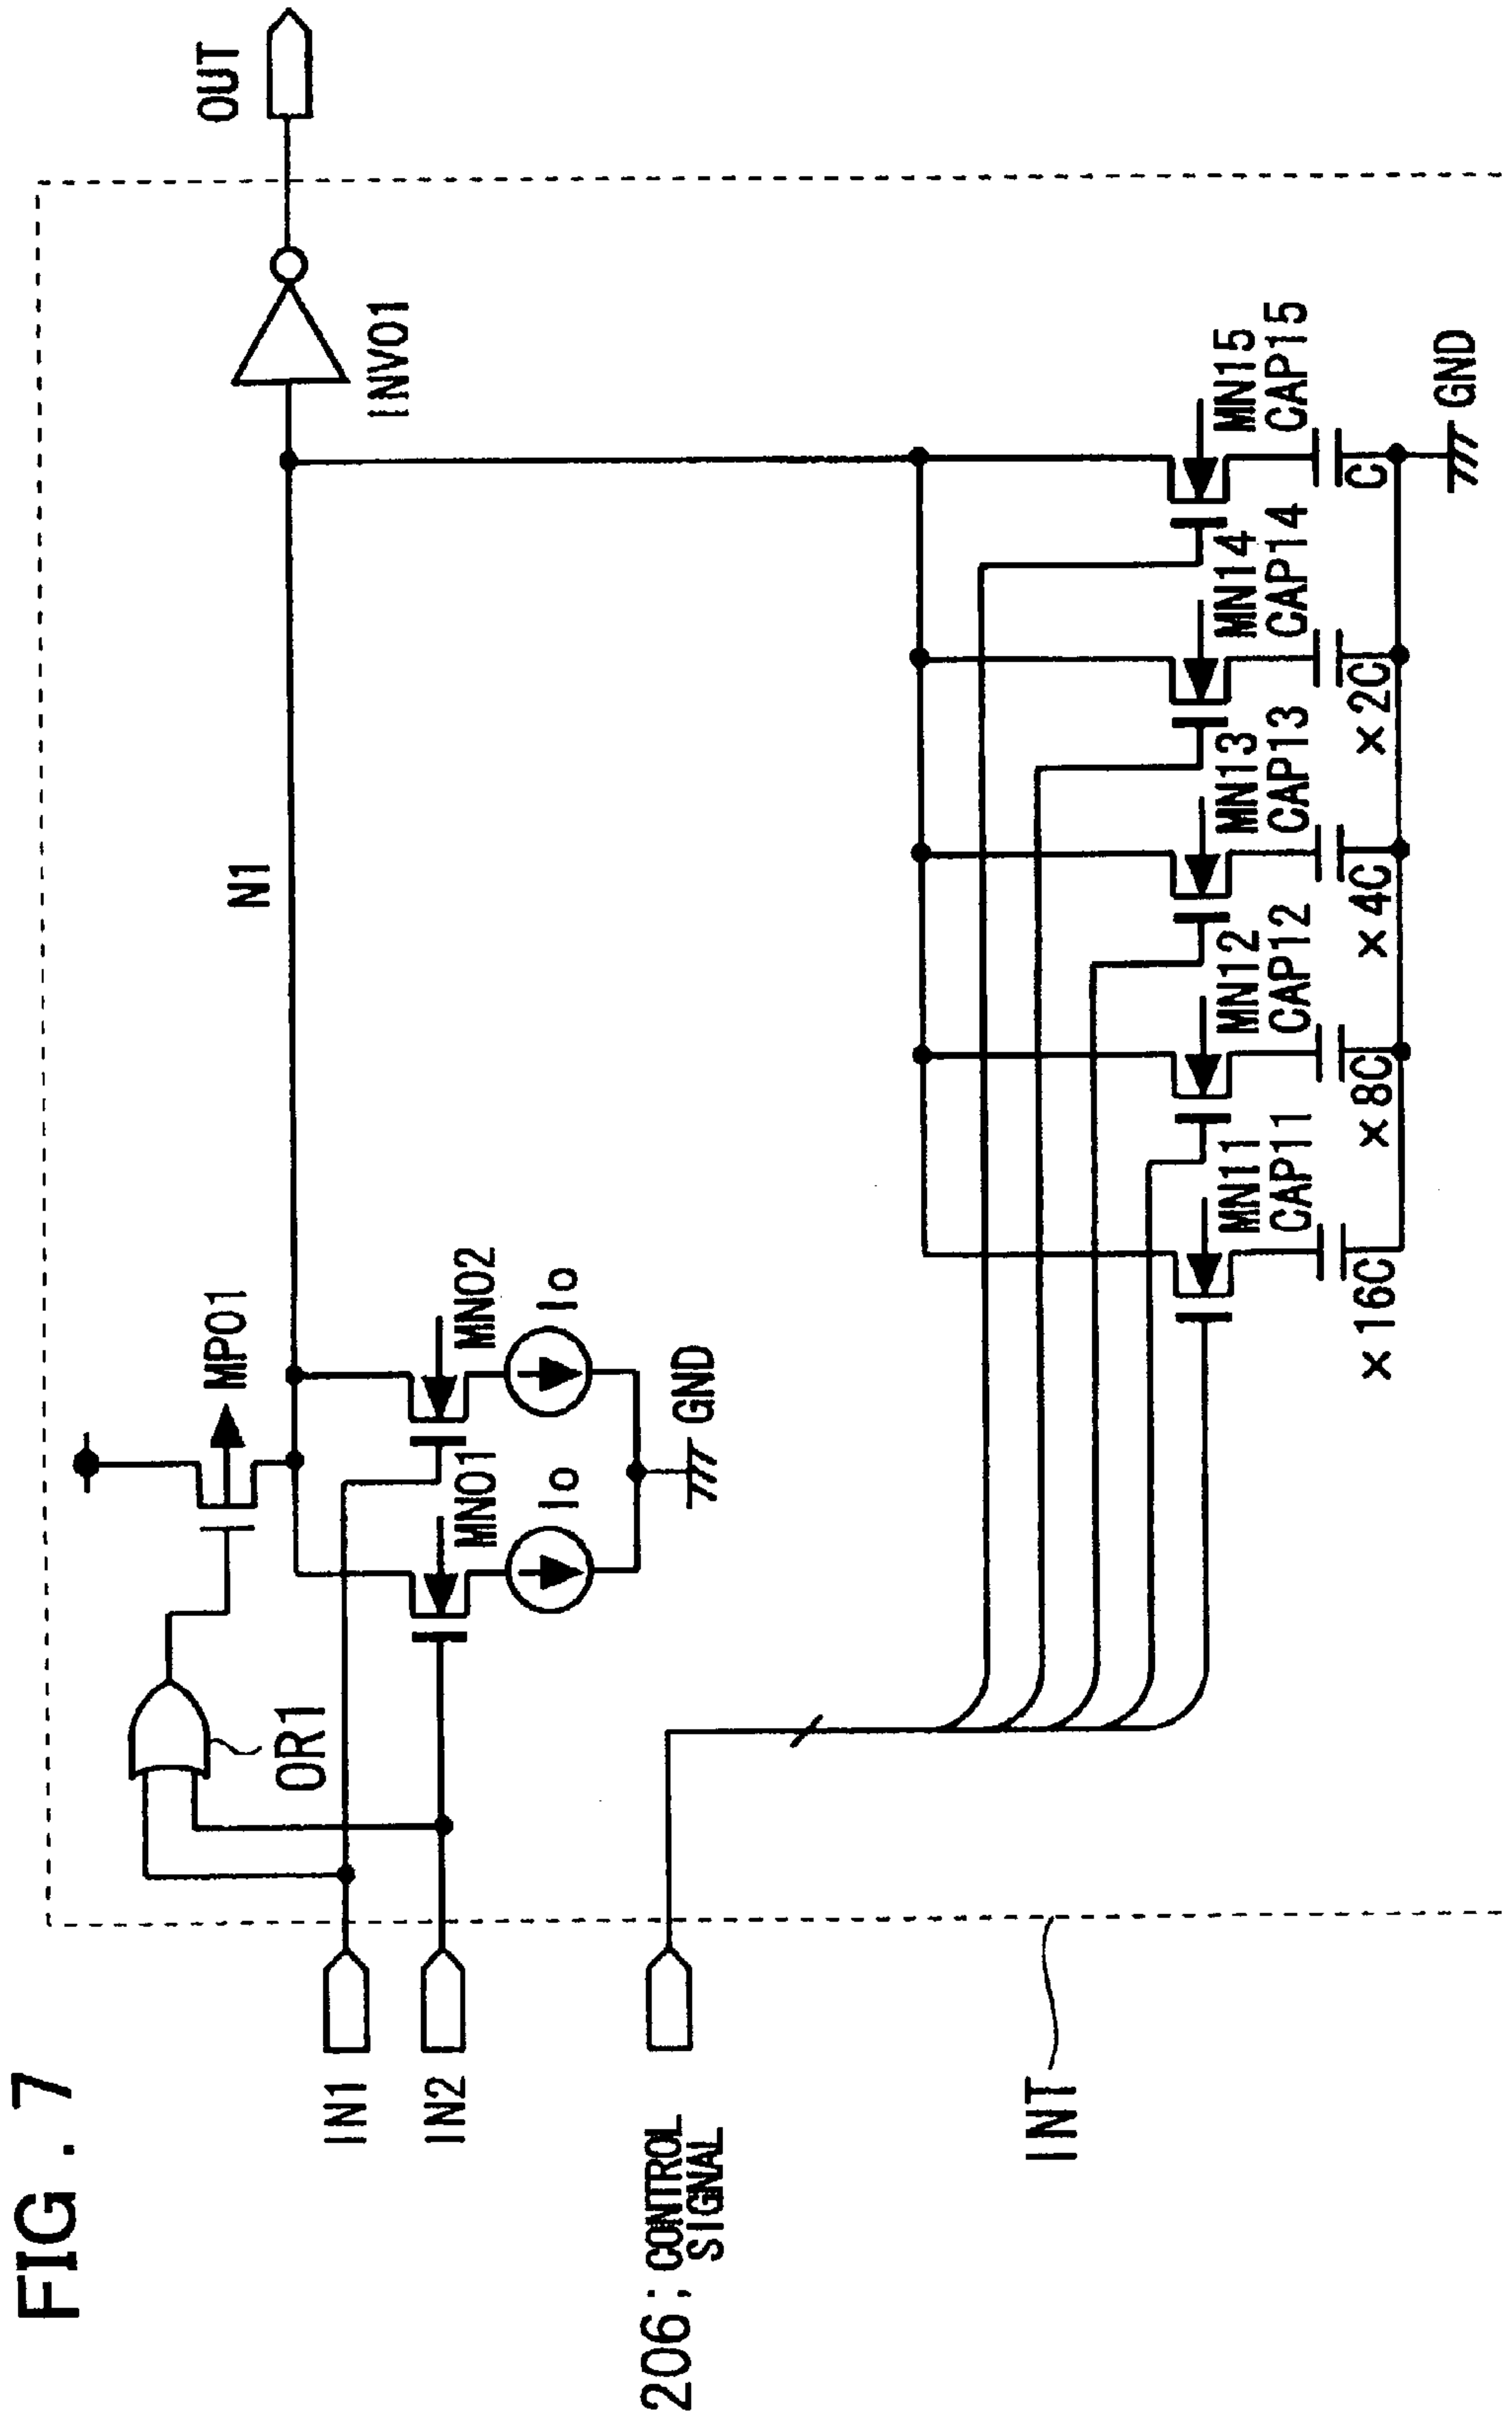 FIG. 7
OUT
INV01
N1
MP01
OR1
MN02
MN01
Io
Io
GND
IN1
IN2
206; CONTROL
SIGNAL
INT
MN11
CAP11
×16C
MN12
CAP12
×8C
MN13
CAP13
×4C
MN14
CAP14
×2C
MN15
CAP15
C
GND